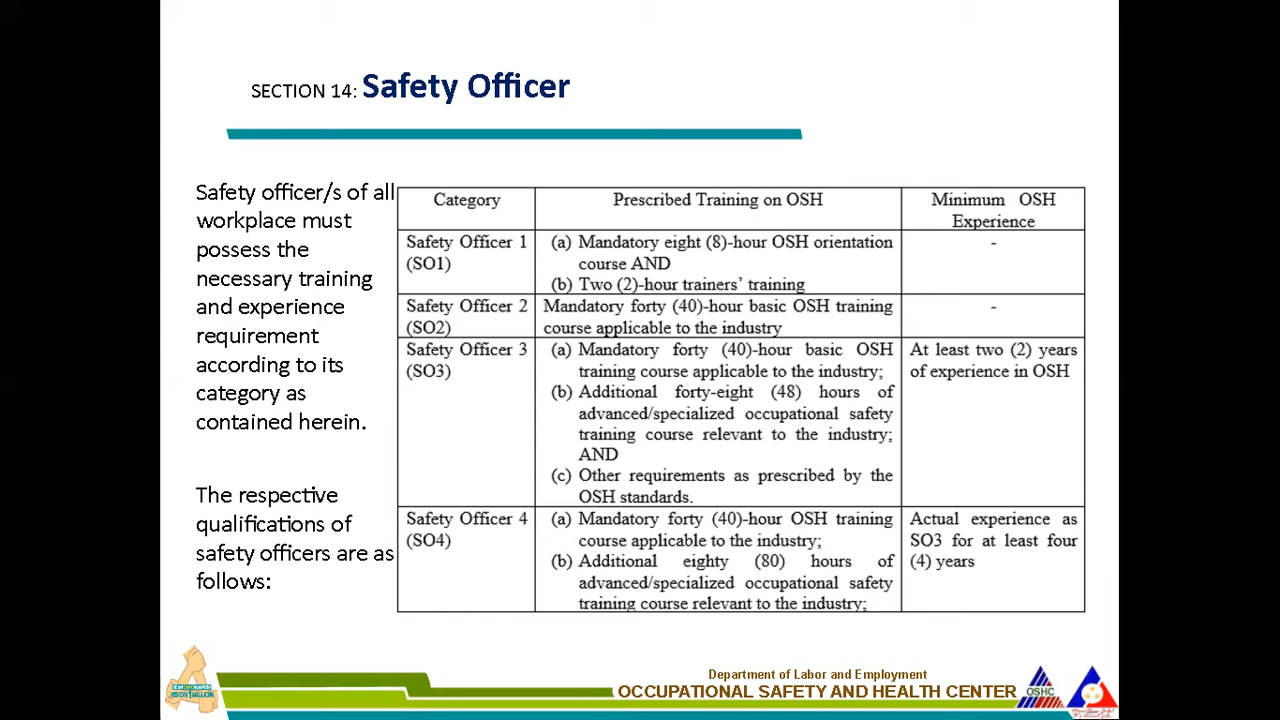 SECTION 14: Safety Officer
Safety officer/s of all
workplace must
possess the
necessary training
and experience
requirement
according to its
category as
contained herein.
The respective
qualifications of
safety officers are as
follows:
Category
Prescribed Training on OSH
Minimum OSH
Experience
Safety Officer 1
(SO1)
(a) Mandatory eight (8)-hour OSH orientation
course AND
(b) Two (2)-hour trainers’ training
-
Safety Officer 2
(SO2)
Mandatory forty (40)-hour basic OSH training
course applicable to the industry
-
Safety Officer 3
(SO3)
(a) Mandatory forty (40)-hour basic OSH
training course applicable to the industry;
(b) Additional forty-eight (48) hours of
advanced/specialized occupational safety
training course relevant to the industry;
AND
(c) Other requirements as prescribed by the
OSH standards.
At least two (2) years
of experience in OSH
Safety Officer 4
(SO4)
(a) Mandatory forty (40)-hour OSH training
course applicable to the industry;
(b) Additional eighty (80) hours of
advanced/specialized occupational safety
training course relevant to the industry;
Actual experience as
SO3 for at least four
(4) years
VISION 1 MILLION
Department of Labor and Employment
OCCUPATIONAL SAFETY AND HEALTH CENTER
OSHC